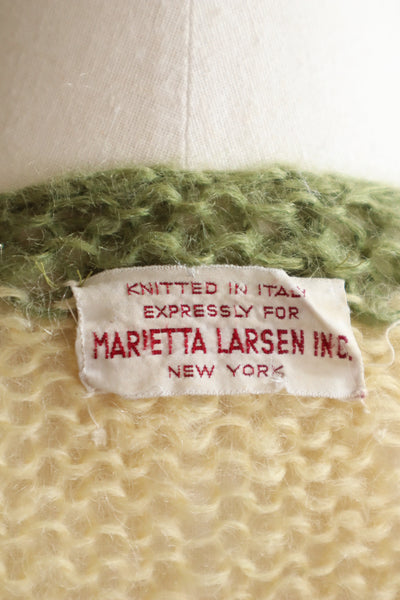 KNITTED IN ITALY
EXPRESSLY FOR
MARIETTA LARSEN INC.
NEW YORK